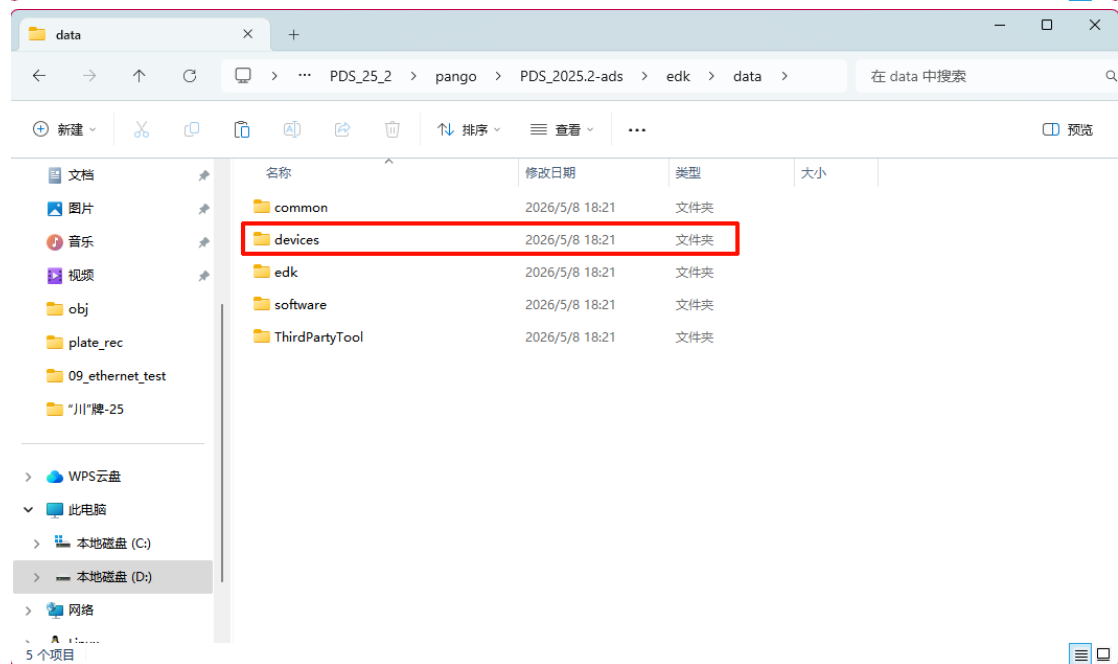 data
PDS_25_2 > pango > PDS_2025.2-ads > edk > data >
在 data 中搜索
新建
排序
查看
预览
名称 修改日期 类型 大小
common 2026/5/8 18:21 文件夹
devices 2026/5/8 18:21 文件夹
edk 2026/5/8 18:21 文件夹
software 2026/5/8 18:21 文件夹
ThirdPartyTool 2026/5/8 18:21 文件夹
文档
图片
音乐
视频
obj
plate_rec
09_ethernet_test
“川”牌-25
WPS云盘
此电脑
本地磁盘 (C:)
本地磁盘 (D:)
网络
Linux
5 个项目